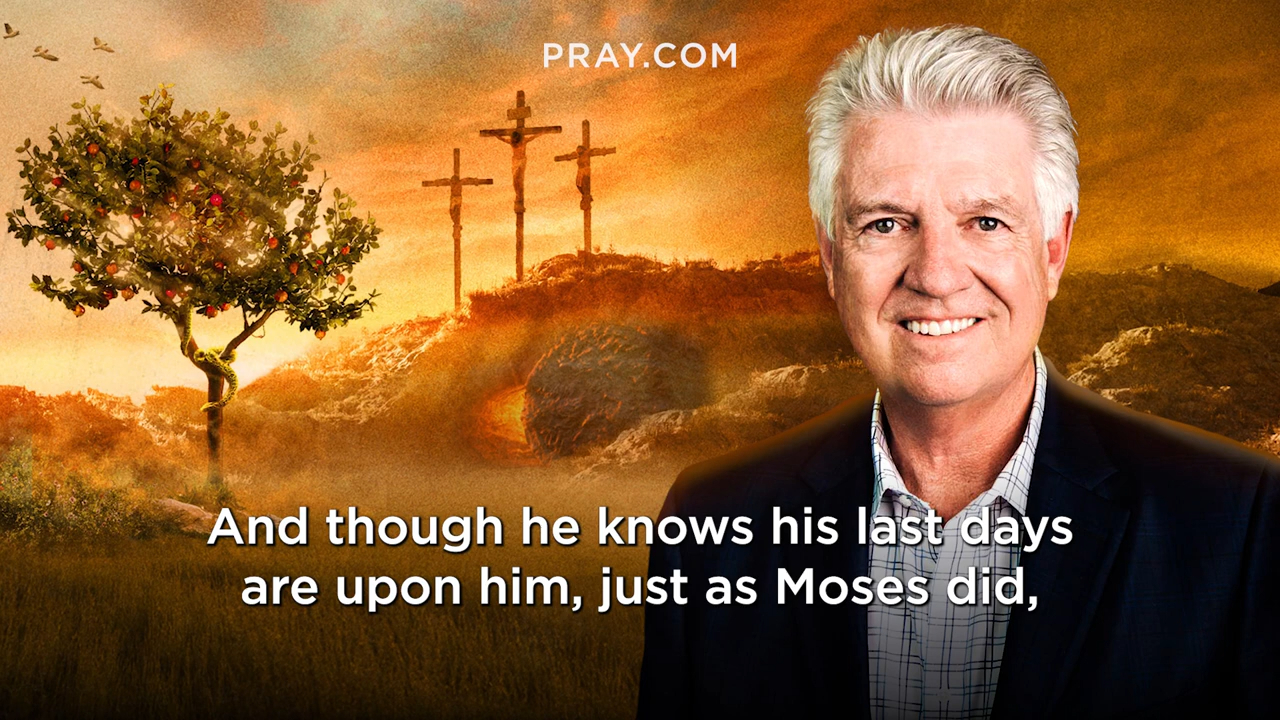 PRAY.COM
And though he knows his last days
are upon him, just as Moses did,